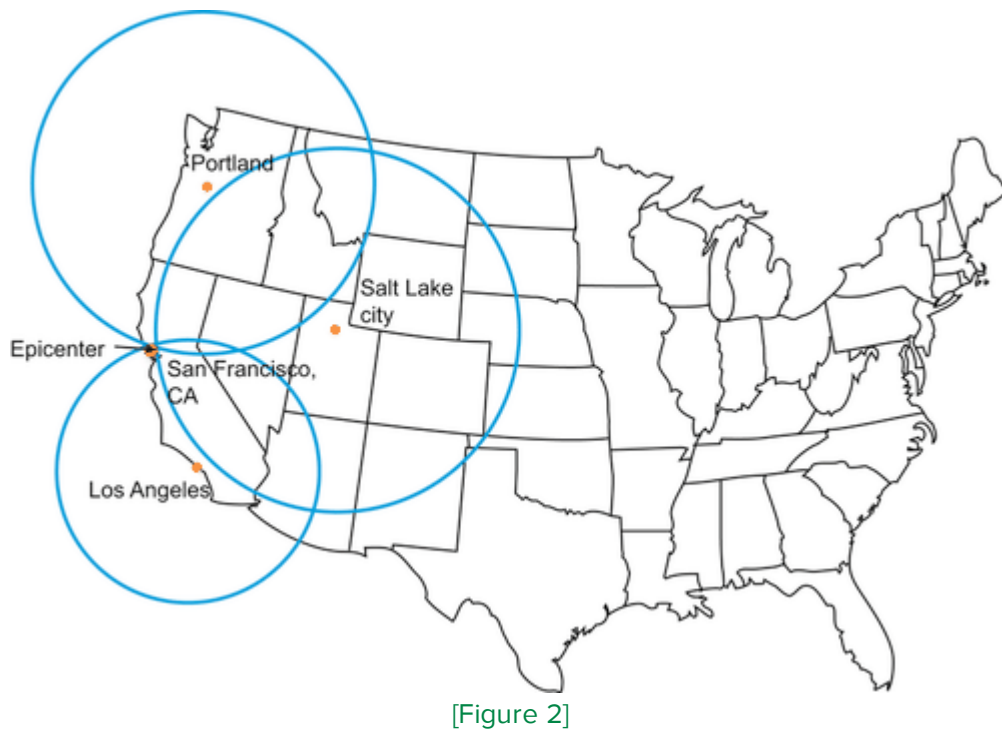 Portland
Salt Lake
city
Epicenter
San Francisco,
CA
Los Angeles
[Figure 2]